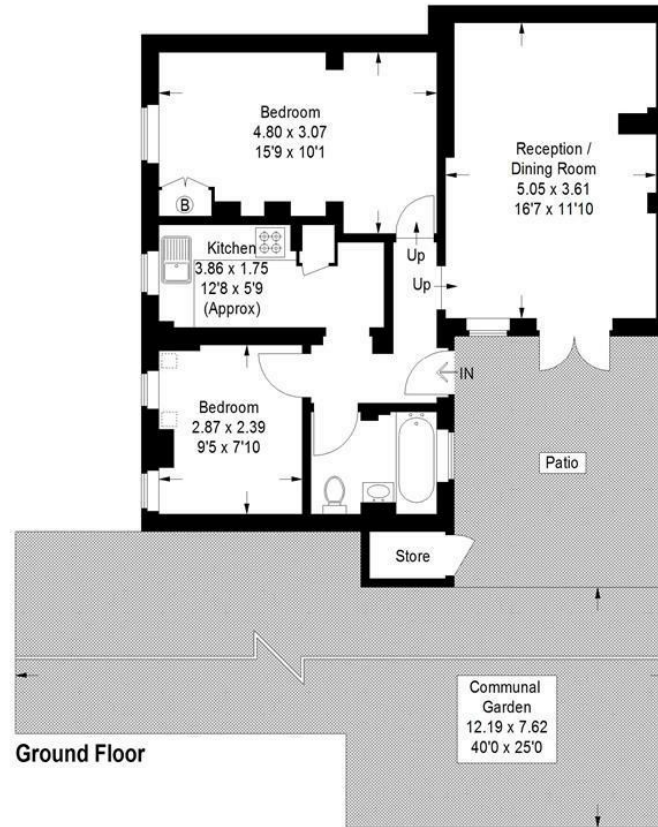 Bedroom
4.80 x 3.07
15'9 x 10'1
Reception /
Dining Room
5.05 x 3.61
16'7 x 11'10
B
Kitchen
3.86 x 1.75
12'8 x 5'9
(Approx)
Up
Up
IN
Bedroom
2.87 x 2.39
9'5 x 7'10
Patio
Store
Communal
Garden
12.19 x 7.62
40'0 x 25'0
Ground Floor